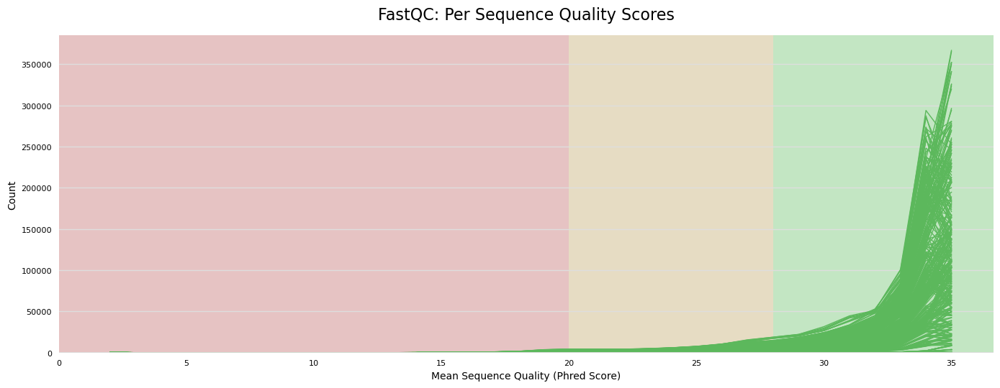 FastQC: Per Sequence Quality Scores
Count
350000
300000
250000
200000
150000
100000
50000
0
0 5 10 15 20 25 30 35
Mean Sequence Quality (Phred Score)